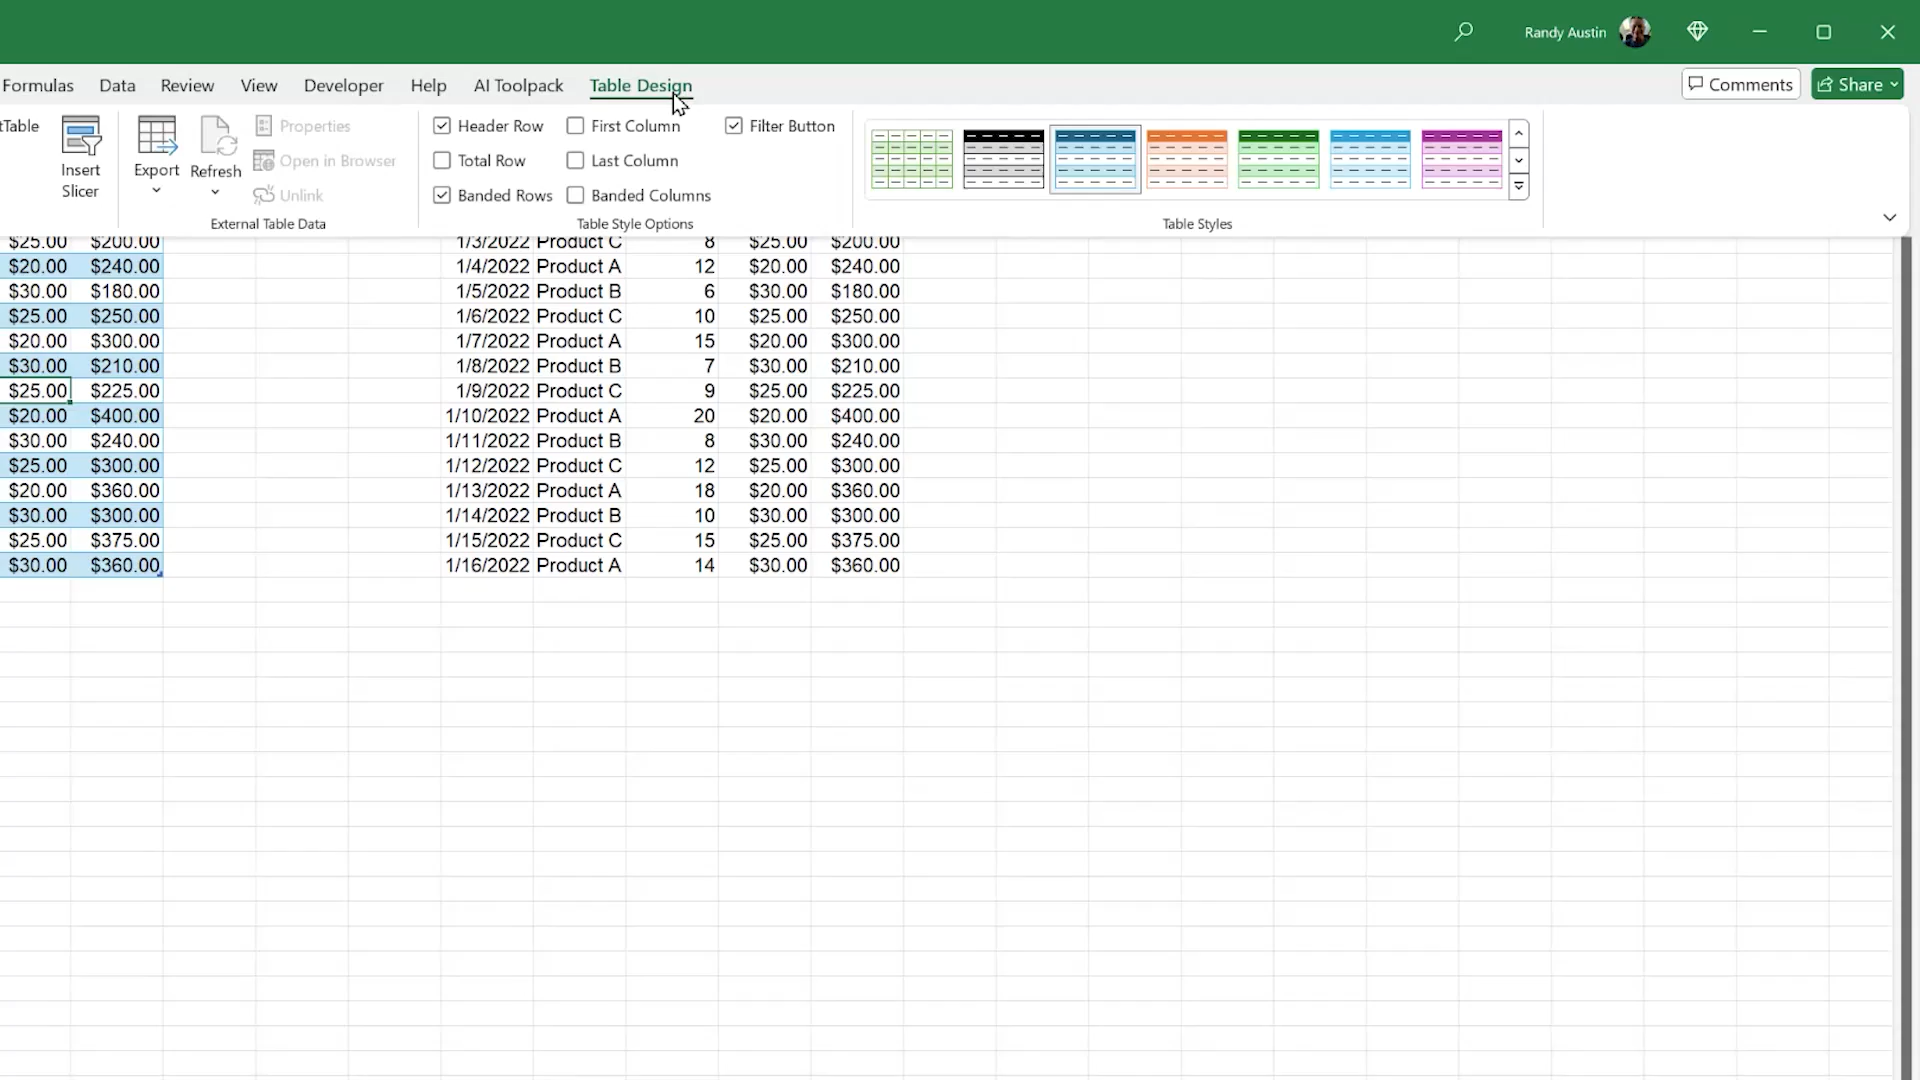 Randy Austin
Formulas Data Review View Developer Help AI Toolpack Table Design Comments Share
tTable
Insert Slicer
Export
Refresh
Properties
Open in Browser
Unlink
External Table Data
Header Row First Column Filter Button
Total Row Last Column
Banded Rows Banded Columns
Table Style Options
Table Styles
$25.00 $200.00 1/3/2022 Product C 8 $25.00 $200.00
$20.00 $240.00 1/4/2022 Product A 12 $20.00 $240.00
$30.00 $180.00 1/5/2022 Product B 6 $30.00 $180.00
$25.00 $250.00 1/6/2022 Product C 10 $25.00 $250.00
$20.00 $300.00 1/7/2022 Product A 15 $20.00 $300.00
$30.00 $210.00 1/8/2022 Product B 7 $30.00 $210.00
$25.00 $225.00 1/9/2022 Product C 9 $25.00 $225.00
$20.00 $400.00 1/10/2022 Product A 20 $20.00 $400.00
$30.00 $240.00 1/11/2022 Product B 8 $30.00 $240.00
$25.00 $300.00 1/12/2022 Product C 12 $25.00 $300.00
$20.00 $360.00 1/13/2022 Product A 18 $20.00 $360.00
$30.00 $300.00 1/14/2022 Product B 10 $30.00 $300.00
$25.00 $375.00 1/15/2022 Product C 15 $25.00 $375.00
$30.00 $360.00 1/16/2022 Product A 14 $30.00 $360.00